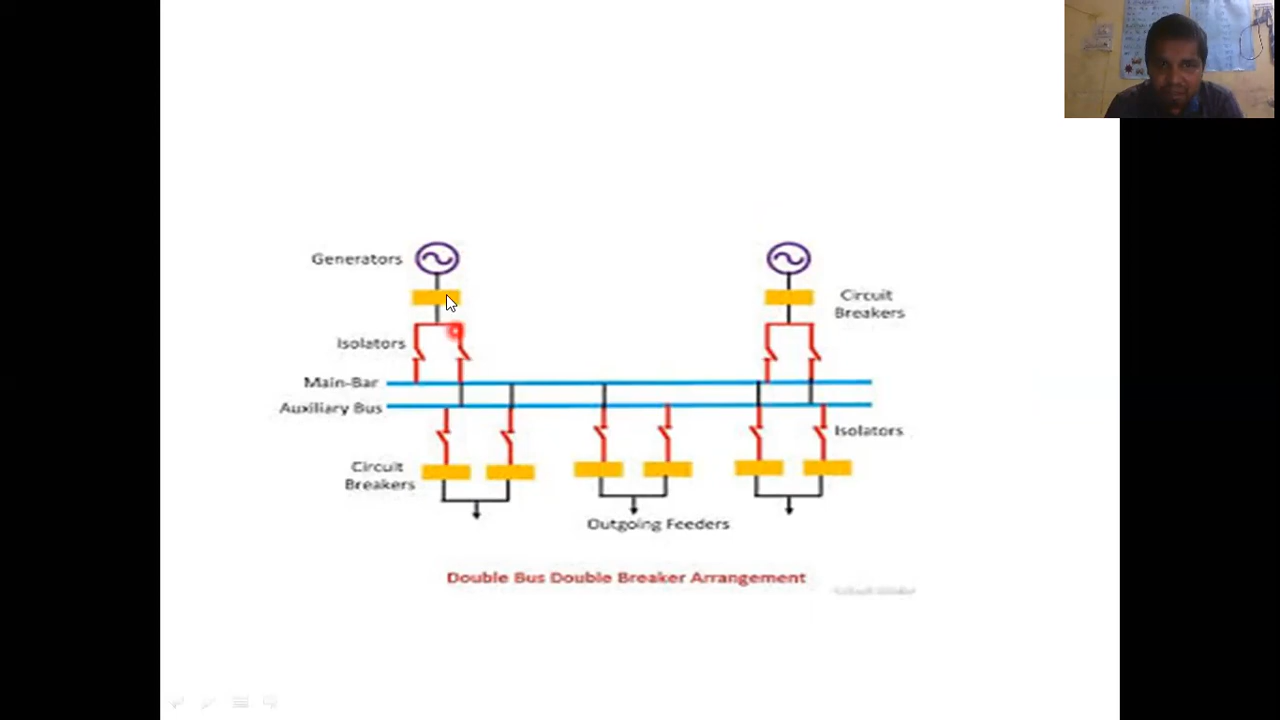 Generators
Circuit
Breakers
Isolators
Main-Bar
Auxiliary Bus
Isolators
Circuit
Breakers
Outgoing Feeders
Double Bus Double Breaker Arrangement